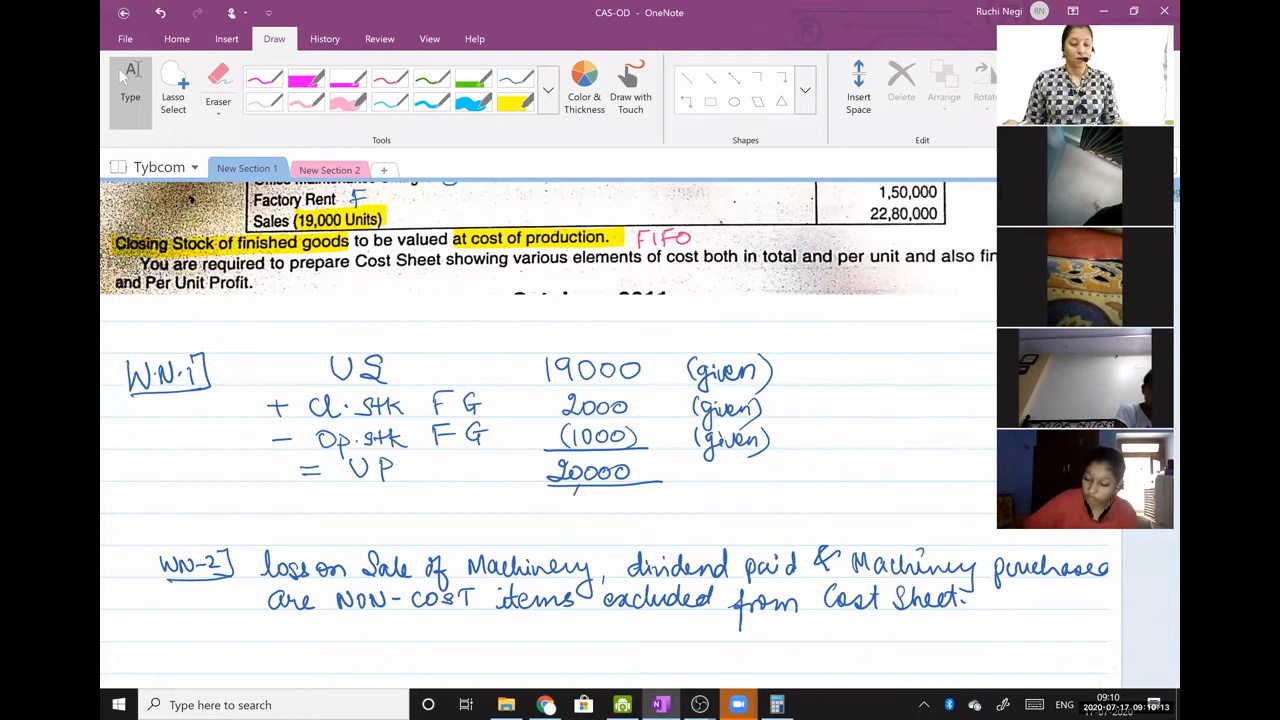 CAS-OD - OneNote
Ruchi Negi RN
File Home Insert Draw History Review View Help
Type
Lasso Select
Eraser
Color & Thickness
Draw with Touch
Insert Space
Delete
Arrange
Rotat
Tools
Shapes
Edit
Tybcom
New Section 1
New Section 2
1,50,000
Factory Rent F
Sales (19,000 Units) 22,80,000
Closing Stock of finished goods to be valued at cost of production. FIFO
You are required to prepare Cost Sheet showing various elements of cost both in total and per unit and also fin
and Per Unit Profit.
W.N.1] US 19000 (given)
+ Cl. Stk F G 2000 (given)
- Op. Stk F G (1000) (given)
= UP 20000
WN-2] loss on Sale of Machinery, dividend paid & Machinery purchased
are NON-COST items excluded from Cost Sheet.
Type here to search
ENG
09:10
2020-07-17 09:10:13